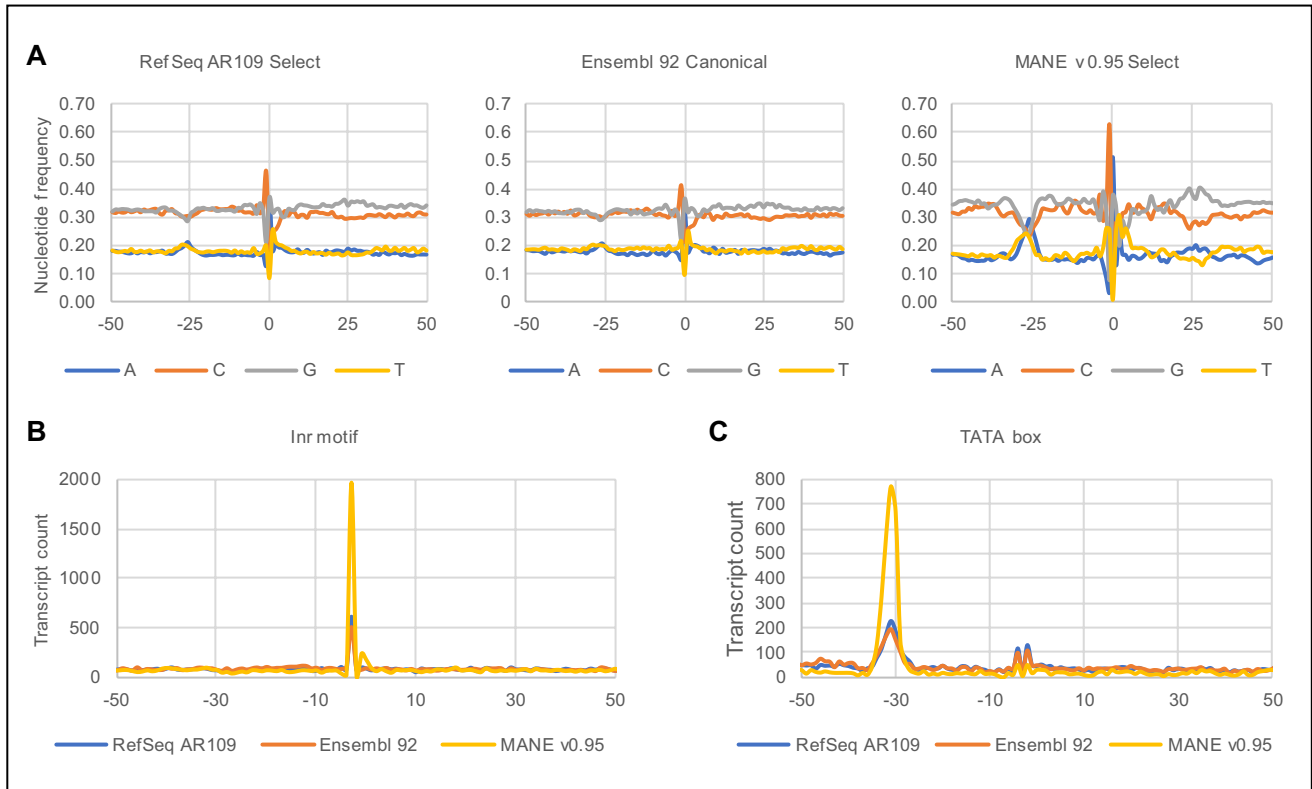 A
RefSeq AR109 Select
Ensembl 92 Canonical
MANE v0.95 Select
Nucleotide frequency
0.70
0.60
0.50
0.40
0.30
0.20
0.10
0.00
-50 -25 0 25 50
A C G T
0.7
0.6
0.5
0.4
0.3
0.2
0.1
0
-50 -25 0 25 50
A C G T
0.70
0.60
0.50
0.40
0.30
0.20
0.10
0.00
-50 -25 0 25 50
A C G T
B
Inr motif
Transcript count
2000
1500
1000
500
0
-50 -30 -10 10 30 50
RefSeq AR109 Ensembl 92 MANE v0.95
C
TATA box
Transcript count
800
700
600
500
400
300
200
100
0
-50 -30 -10 10 30 50
RefSeq AR109 Ensembl 92 MANE v0.95